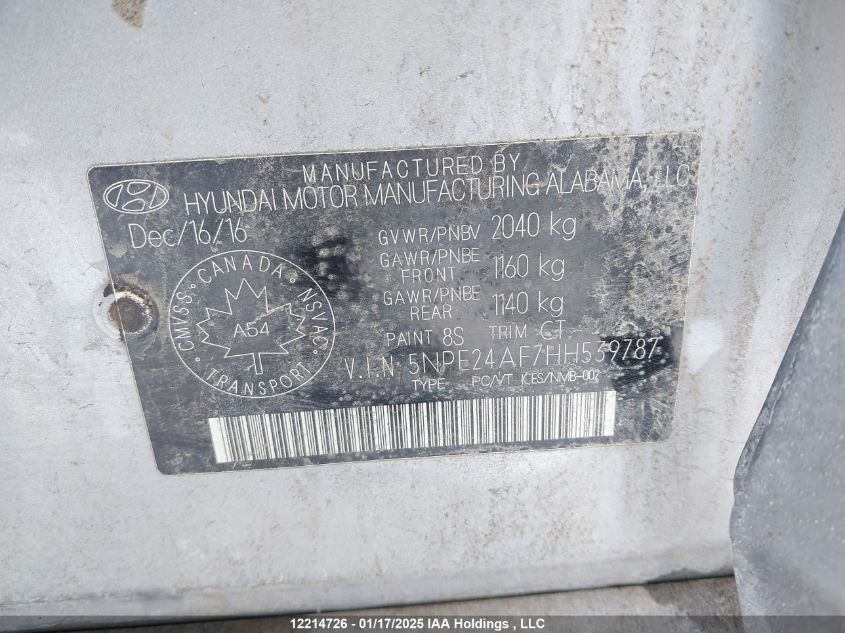 MANUFACTURED BY
HYUNDAI MOTOR MANUFACTURING ALABAMA, LLC
Dec/16/16
GVWR/PNBV 2040 kg
GAWR/PNBE FRONT 1160 kg
GAWR/PNBE REAR 1140 kg
PAINT 8S TRIM CT
V.I.N. 5NPE24AF7HH539787
TYPE PC/VT ICES/NMB-002
CMVSS · CANADA · NSVAC
A54
TRANSPORT
12214726 - 01/17/2025 IAA Holdings , LLC